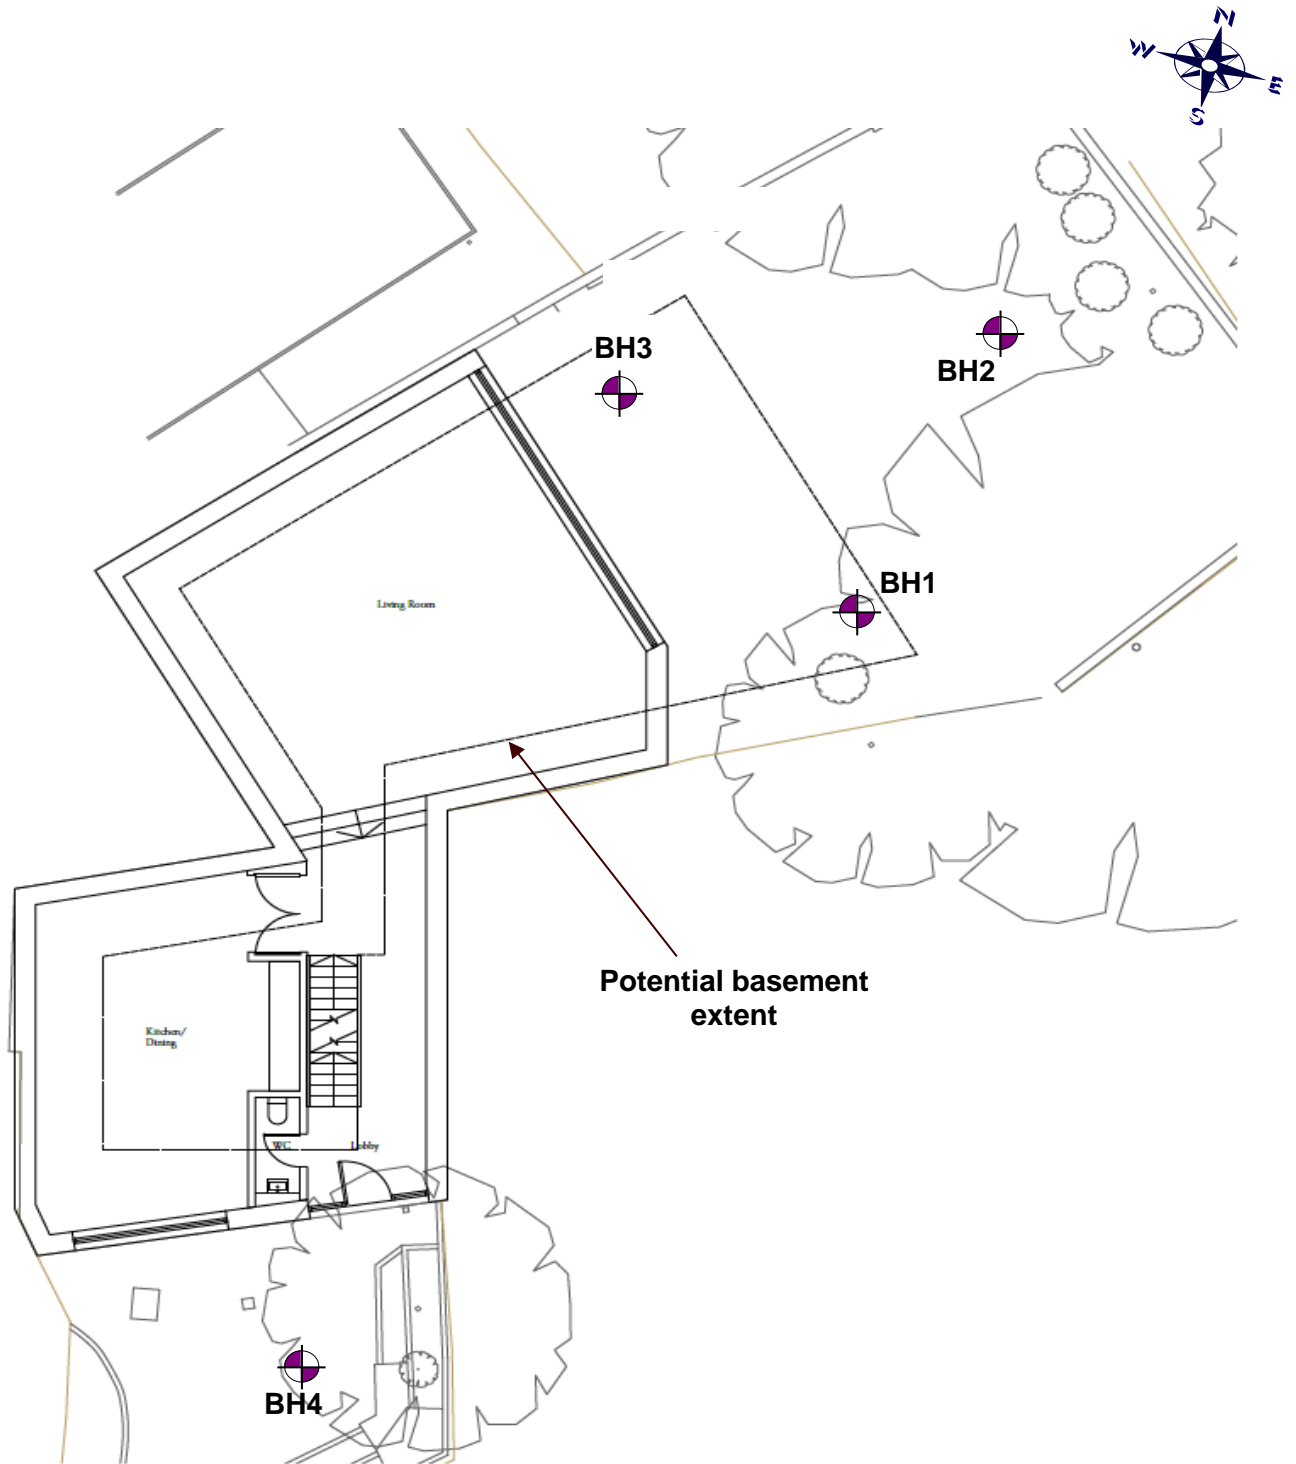 N
W
E
S
BH3
BH2
BH1
Living Room
Potential basement
extent
Kitchen/
Dining
WC
Lobby
BH4